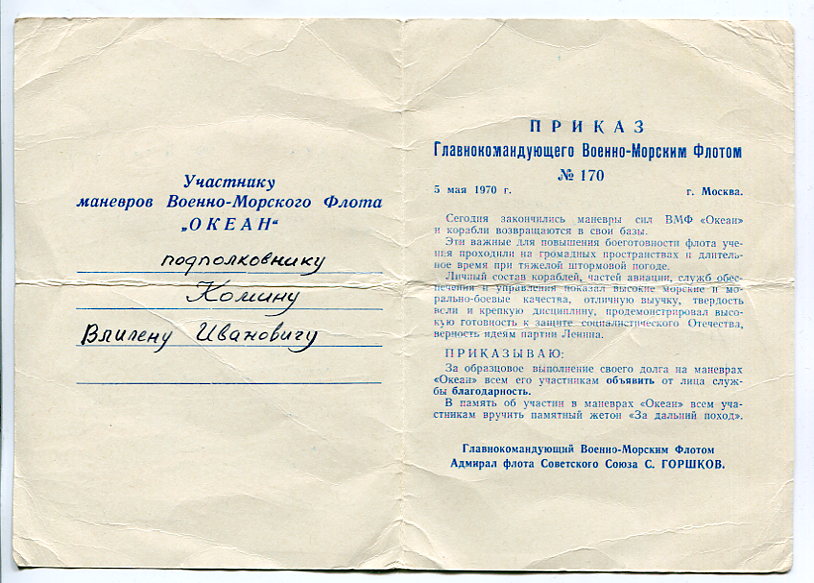 Участнику
маневров Военно-Морского Флота
„ОКЕАН“
подполковнику
Комину
Влилену Ивановичу
ПРИКАЗ
Главнокомандующего Военно-Морским Флотом
№ 170
5 мая 1970 г. г. Москва.
Сегодня закончились маневры сил ВМФ «Океан»
и корабли возвращаются в свои базы.
Эти важные для повышения боеготовности флота уче-
ния проходили на громадных пространствах и длитель-
ное время при тяжелой штормовой погоде.
Личный состав кораблей, частей авиации, служб обес-
печения и управления показал высокие морские и мо-
рально-боевые качества, отличную выучку, твердость
воли и крепкую дисциплину, продемонстрировал высо-
кую готовность к защите социалистического Отечества,
верность идеям партии Ленина.
ПРИКАЗЫВАЮ:
За образцовое выполнение своего долга на маневрах
«Океан» всем его участникам объявить от лица служ-
бы благодарность.
В память об участии в маневрах «Океан» всем уча-
стникам вручить памятный жетон «За дальний поход».
Главнокомандующий Военно-Морским Флотом
Адмирал флота Советского Союза С. ГОРШКОВ.